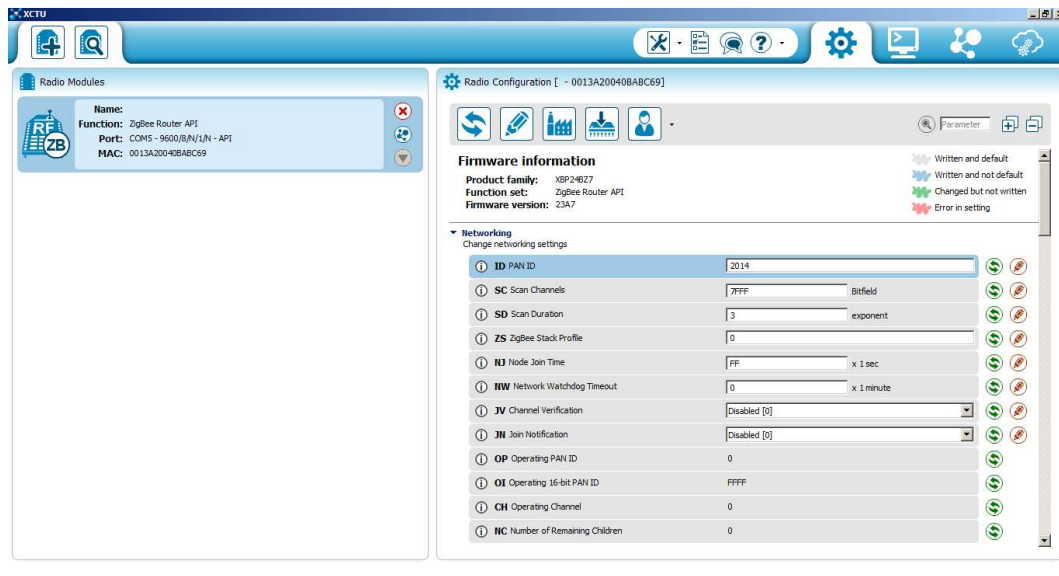 XCTU
Radio Modules
RF
ZB
Name:
Function: ZigBee Router API
Port: COM5 - 9600/8/N/1/N - API
MAC: 0013A20040BABC69
Radio Configuration [ - 0013A20040BABC69]
Parameter
Firmware information
Product family: XBP24BZ7
Function set: ZigBee Router API
Firmware version: 23A7
Written and default
Written and not default
Changed but not written
Error in setting
Networking
Change networking settings
ID PAN ID 2014
SC Scan Channels 7FFF Bitfield
SD Scan Duration 3 exponent
ZS ZigBee Stack Profile 0
NJ Node Join Time FF x 1 sec
NW Network Watchdog Timeout 0 x 1 minute
JV Channel Verification Disabled [0]
JN Join Notification Disabled [0]
OP Operating PAN ID 0
OI Operating 16-bit PAN ID FFFF
CH Operating Channel 0
NC Number of Remaining Children 0